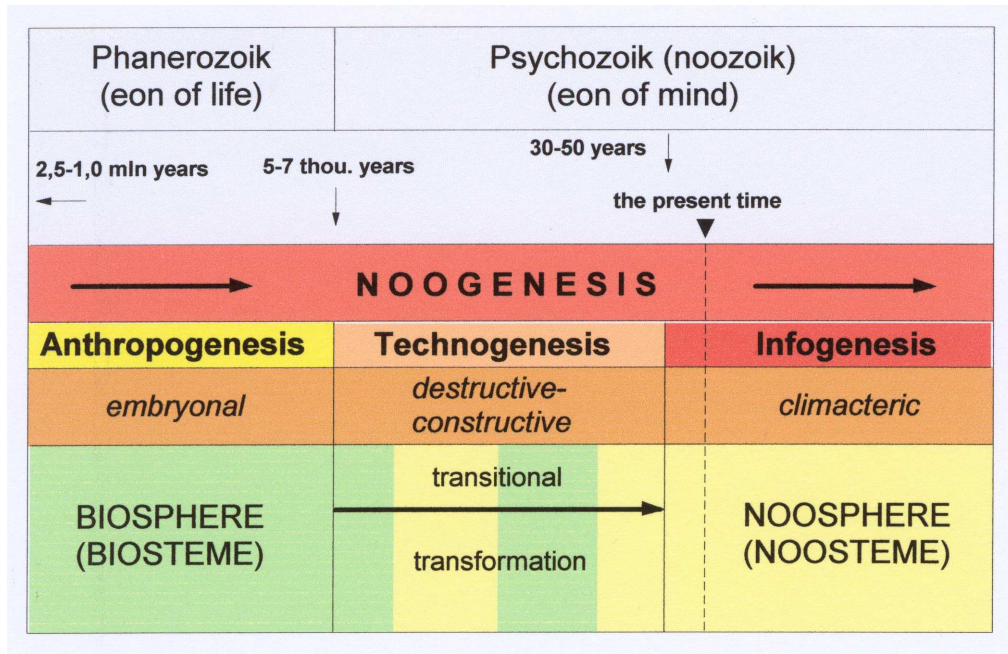 Phanerozoik
(eon of life)
Psychozoik (noozoik)
(eon of mind)
2,5-1,0 mln years
5-7 thou. years
30-50 years
the present time
NOOGENESIS
Anthropogenesis
Technogenesis
Infogenesis
embryonal
destructive-
constructive
climacteric
BIOSPHERE
(BIOSTEME)
transitional
transformation
NOOSPHERE
(NOOSTEME)